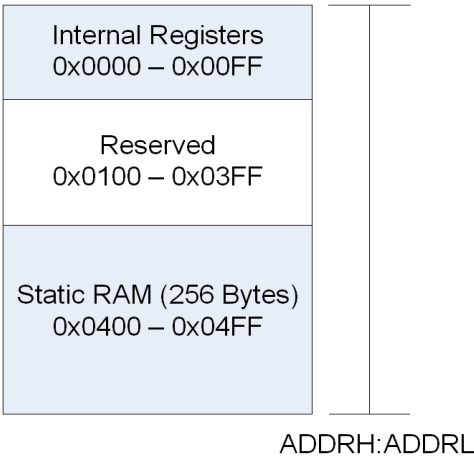 Internal Registers
0x0000 – 0x00FF
Reserved
0x0100 – 0x03FF
Static RAM (256 Bytes)
0x0400 – 0x04FF
ADDRH:ADDRL